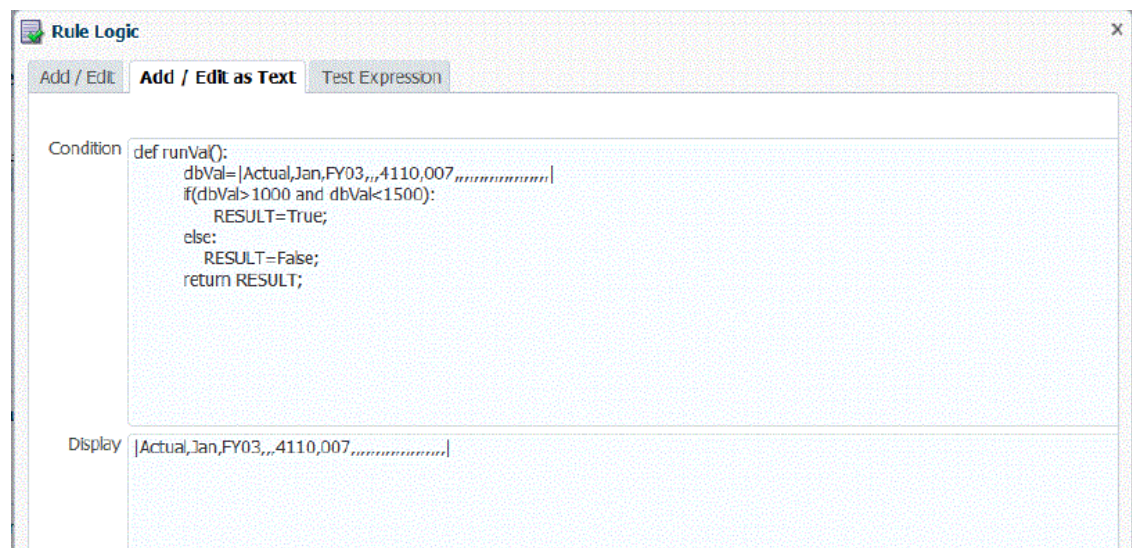 Rule Logic
Add / Edit Add / Edit as Text Test Expression
Condition
def runVal():
dbVal=|Actual,Jan,FY03,,,4110,007,,,,,,,,,,,,,,,,,,,,|
if(dbVal>1000 and dbVal<1500):
RESULT=True;
else:
RESULT=False;
return RESULT;
Display
|Actual,Jan,FY03,,,4110,007,,,,,,,,,,,,,,,,,,,,|